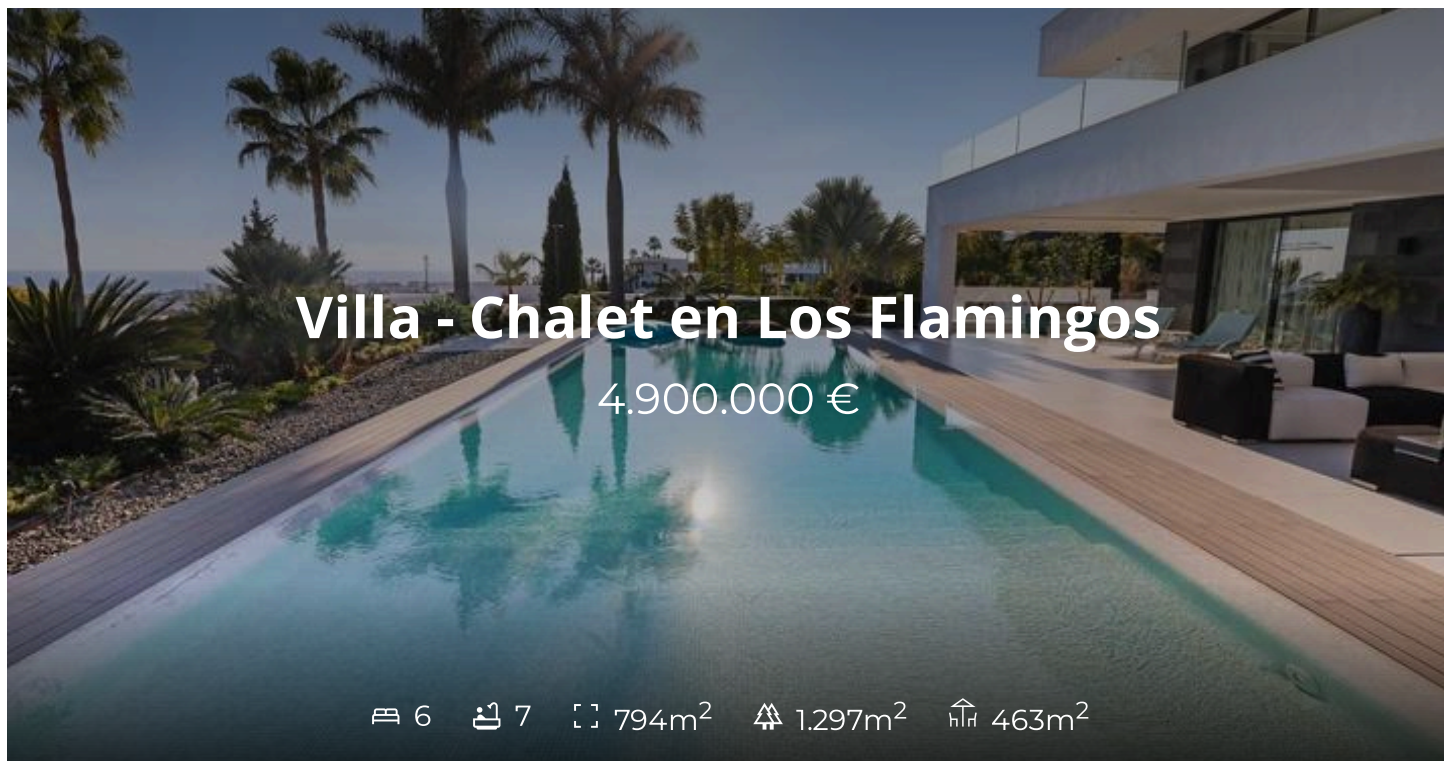 Villa - Chalet en Los Flamingos
4.900.000 €
6 7 794m² 1.297m² 463m²